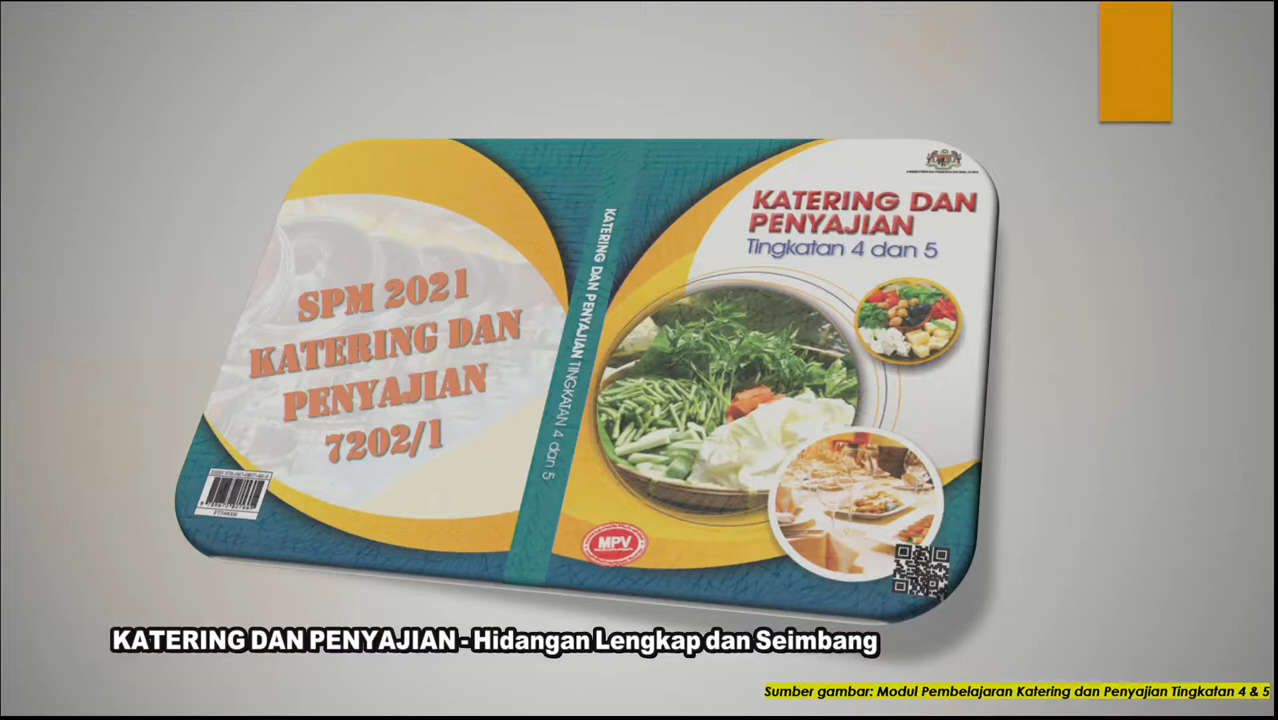 SPM 2021
KATERING DAN
PENYAJIAN
7202/1
KATERING DAN PENYAJIAN TINGKATAN 4 dan 5
KATERING DAN
PENYAJIAN
Tingkatan 4 dan 5
MPV
KATERING DAN PENYAJIAN - Hidangan Lengkap dan Seimbang
Sumber gambar: Modul Pembelajaran Katering dan Penyajian Tingkatan 4 & 5